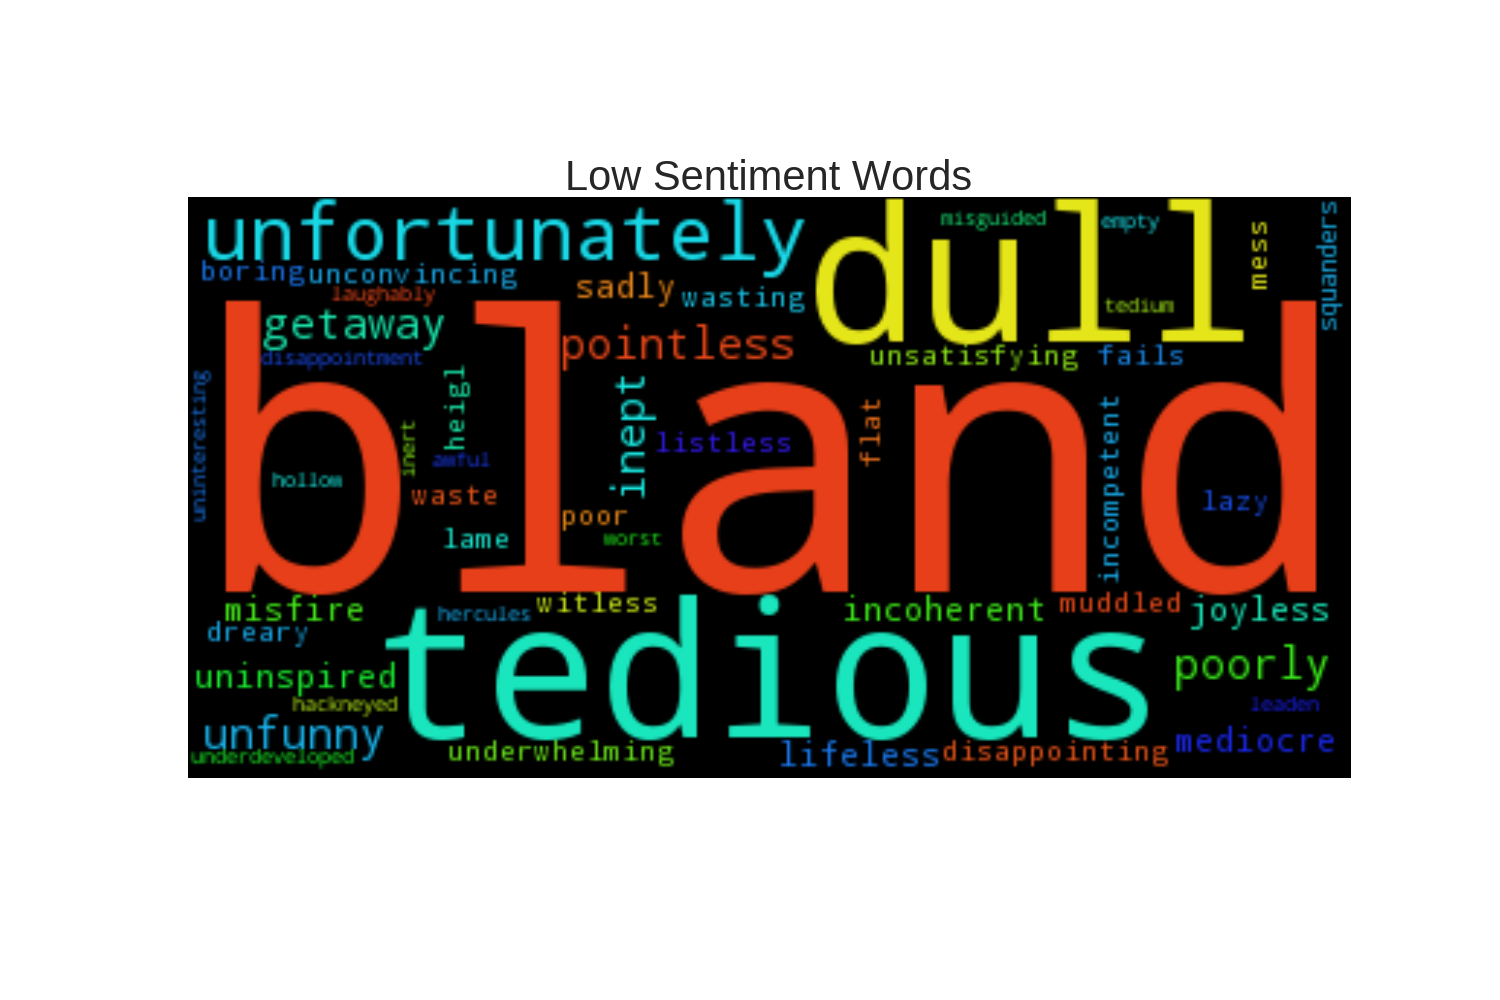 Low Sentiment Words
unfortunately
dull
misguided
empty
mess
squanders
boring
unconvincing
sadly
wasting
laughably
tedium
getaway
pointless
disappointment
unsatisfying
fails
bland
uninteresting
heigl
inept
inert
awful
listless
flat
incompetent
hollow
waste
lazy
poor
lame
worst
misfire
hercules
witless
incoherent
muddled
joyless
dreary
tedious
uninspired
poorly
hackneyed
leaden
unfunny
underdeveloped
underwhelming
lifeless
disappointing
mediocre